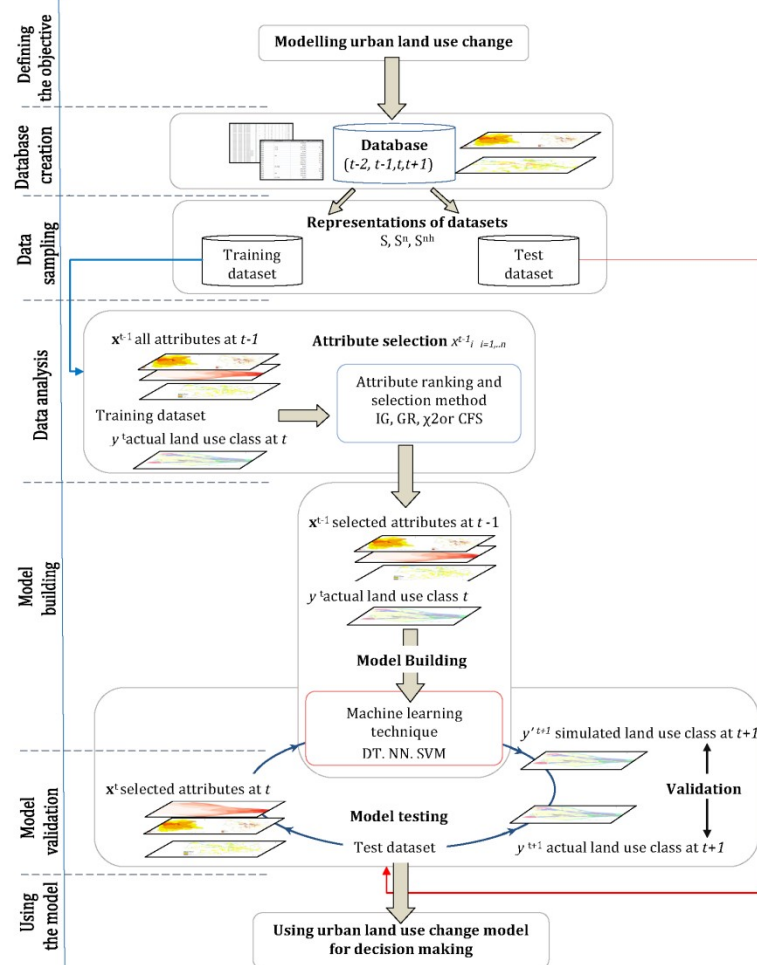 Defining
the objective
Modelling urban land use change
Database
creation
Database
(t-2, t-1,t,t+1)
Data
sampling
Representations of datasets
S, Sⁿ, Sⁿʰ
Training
dataset
Test
dataset
Data analysis
xᵗ⁻¹ all attributes at t-1
Attribute selection xᵗ⁻¹ᵢ i=1,..n
Training dataset
y ᵗ actual land use class at t
Attribute ranking and
selection method
IG, GR, χ2or CFS
Model
building
xᵗ⁻¹ selected attributes at t -1
y ᵗ actual land use class t
Model Building
Machine learning
technique
DT, NN, SVM
y' ᵗ⁺¹ simulated land use class at t+1
Model
validation
xᵗ selected attributes at t
Model testing
Test dataset
Validation
y ᵗ⁺¹ actual land use class at t+1
Using
the model
Using urban land use change model
for decision making